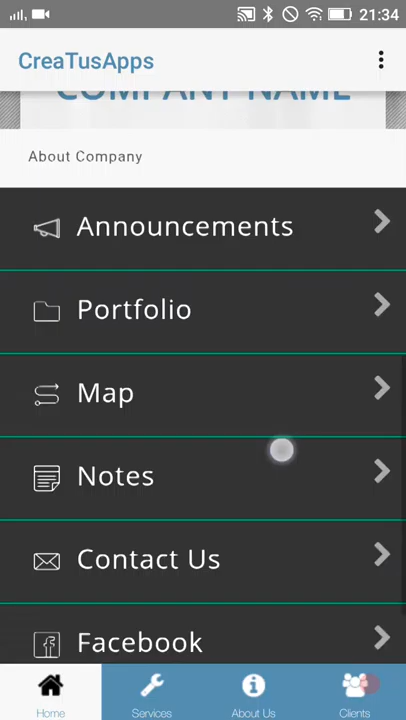 21:34
CreaTusApps
COMPANY NAME
About Company
Announcements
Portfolio
Map
Notes
Contact Us
Facebook
Home
Services
About Us
Clients